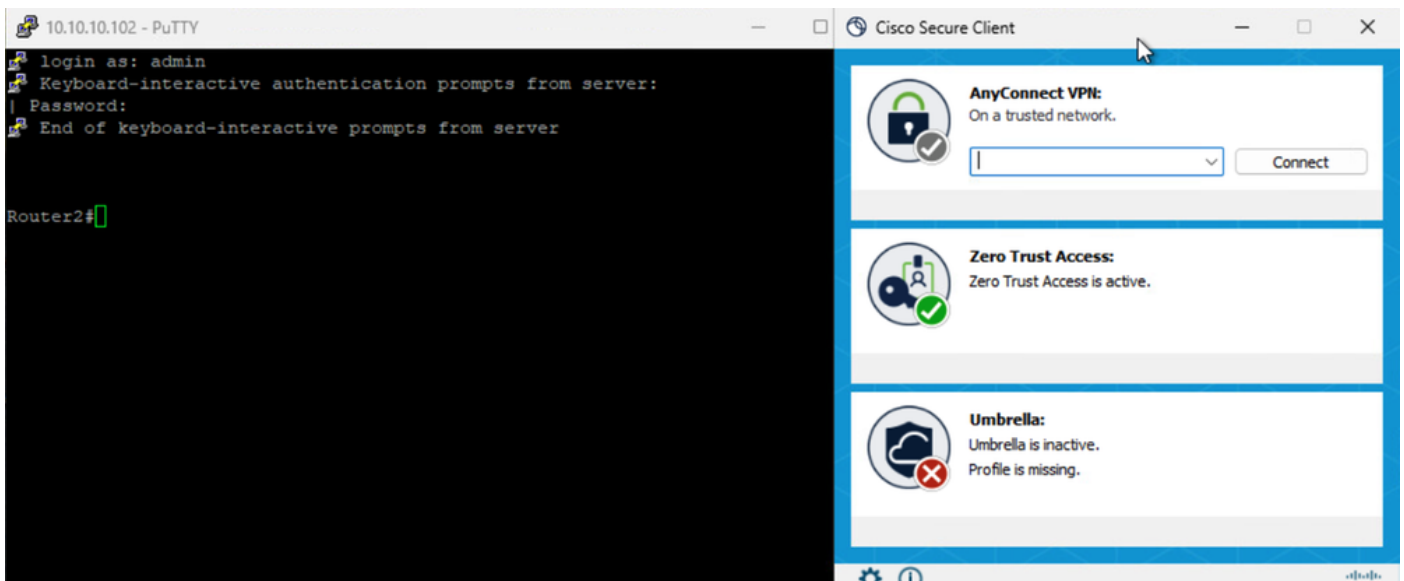 10.10.10.102 - PuTTY
login as: admin
Keyboard-interactive authentication prompts from server:
| Password:
End of keyboard-interactive prompts from server
Router2#
Cisco Secure Client
AnyConnect VPN:
On a trusted network.
Connect
Zero Trust Access:
Zero Trust Access is active.
Umbrella:
Umbrella is inactive.
Profile is missing.